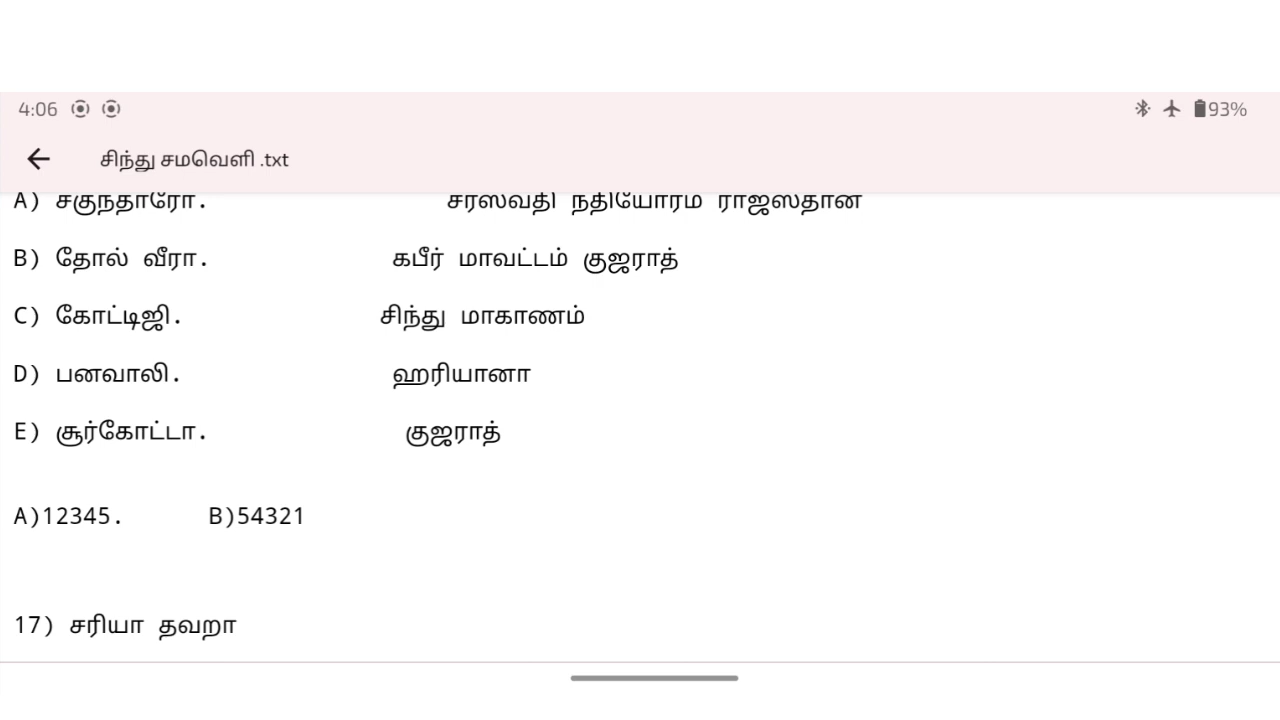 4:06 93%
சிந்து சமவெளி .txt
A) சகுந்தாரோ. சரஸ்வதி நதியோரம் ராஜஸ்தான்
B) தோல் வீரா. கபீர் மாவட்டம் குஜராத்
C) கோட்டிஜி. சிந்து மாகாணம்
D) பனவாலி. ஹரியானா
E) சூர்கோட்டா. குஜராத்
A)12345. B)54321
17) சரியா தவறா